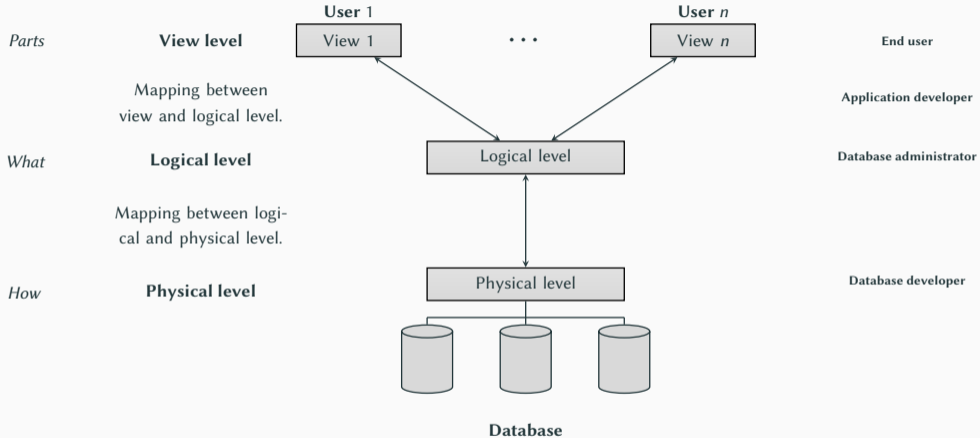 User 1
User n
Parts
View level
View 1
...
View n
End user
Mapping between
view and logical level.
Application developer
What
Logical level
Logical level
Database administrator
Mapping between logi-
cal and physical level.
How
Physical level
Physical level
Database developer
Database